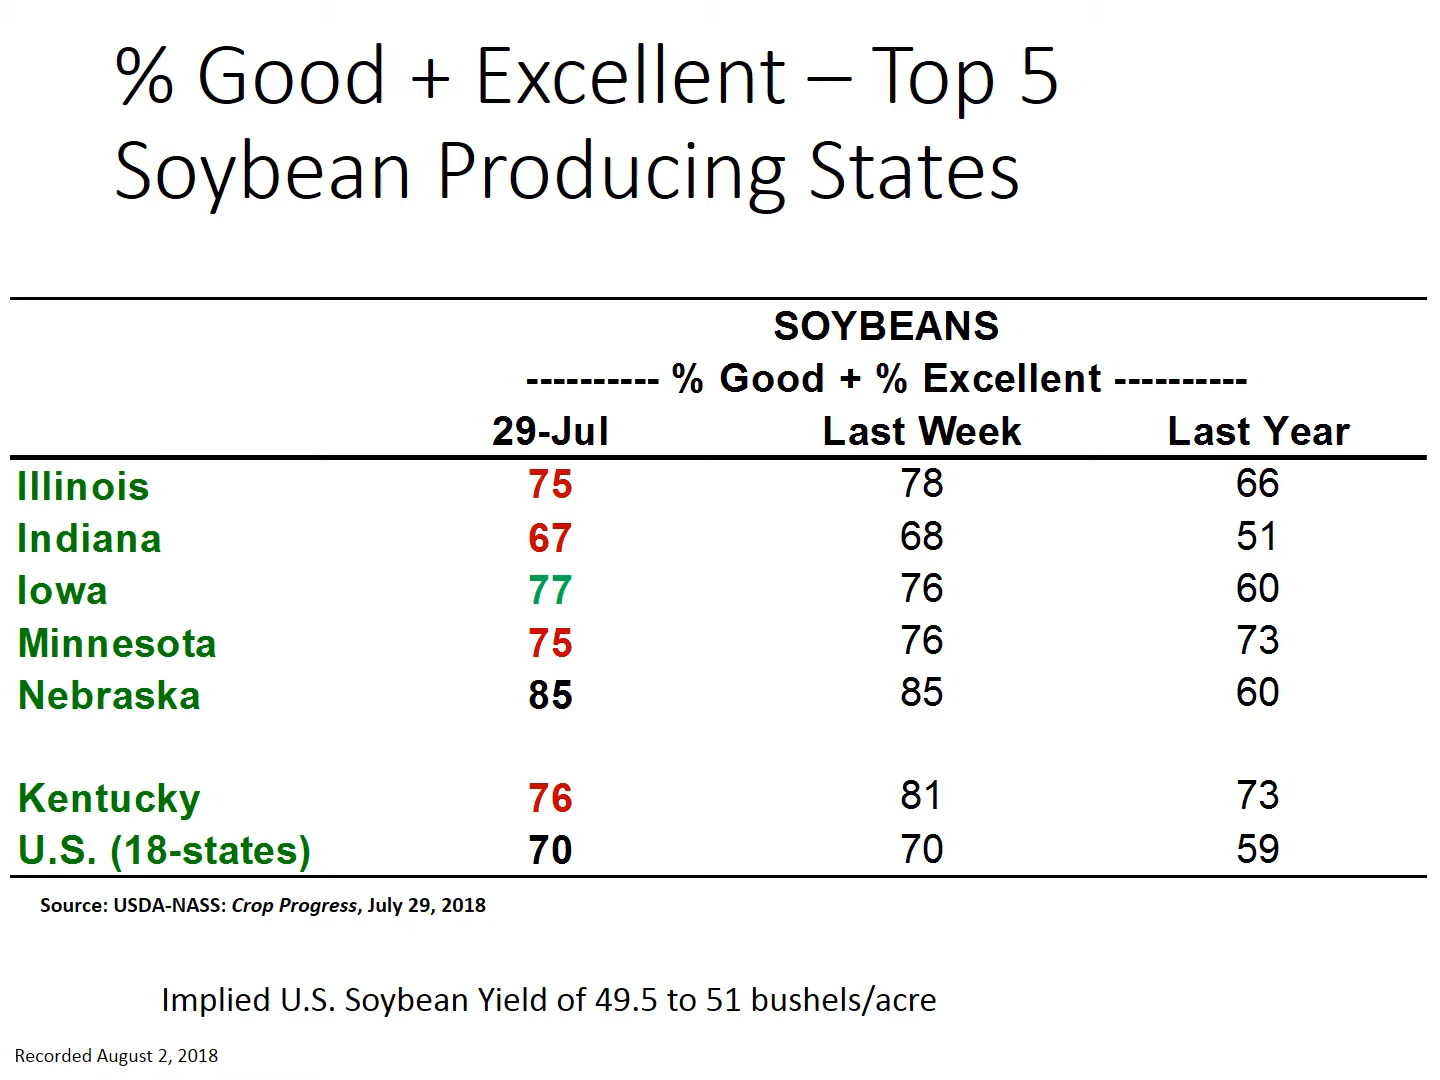 % Good + Excellent – Top 5
Soybean Producing States
SOYBEANS
---------- % Good + % Excellent ----------
29-Jul Last Week Last Year
Illinois 75 78 66
Indiana 67 68 51
Iowa 77 76 60
Minnesota 75 76 73
Nebraska 85 85 60
Kentucky 76 81 73
U.S. (18-states) 70 70 59
Source: USDA-NASS: Crop Progress, July 29, 2018
Implied U.S. Soybean Yield of 49.5 to 51 bushels/acre
Recorded August 2, 2018